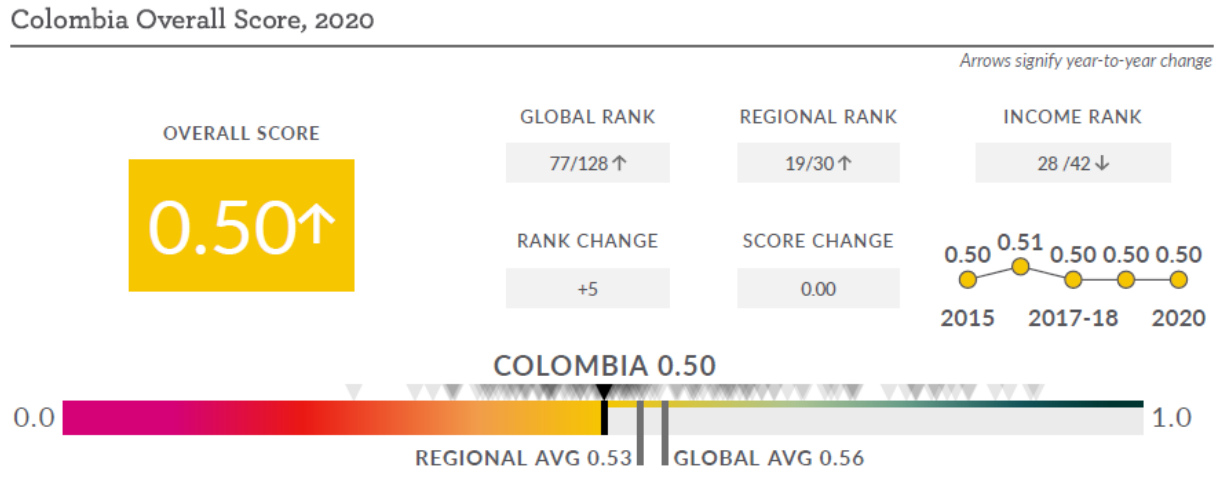 Colombia Overall Score, 2020
Arrows signify year-to-year change
OVERALL SCORE
0.50↑
GLOBAL RANK
77/128 ↑
REGIONAL RANK
19/30 ↑
INCOME RANK
28 /42 ↓
RANK CHANGE
+5
SCORE CHANGE
0.00
0.50 0.51 0.50 0.50 0.50
2015 2017-18 2020
COLOMBIA 0.50
0.0 1.0
REGIONAL AVG 0.53 GLOBAL AVG 0.56